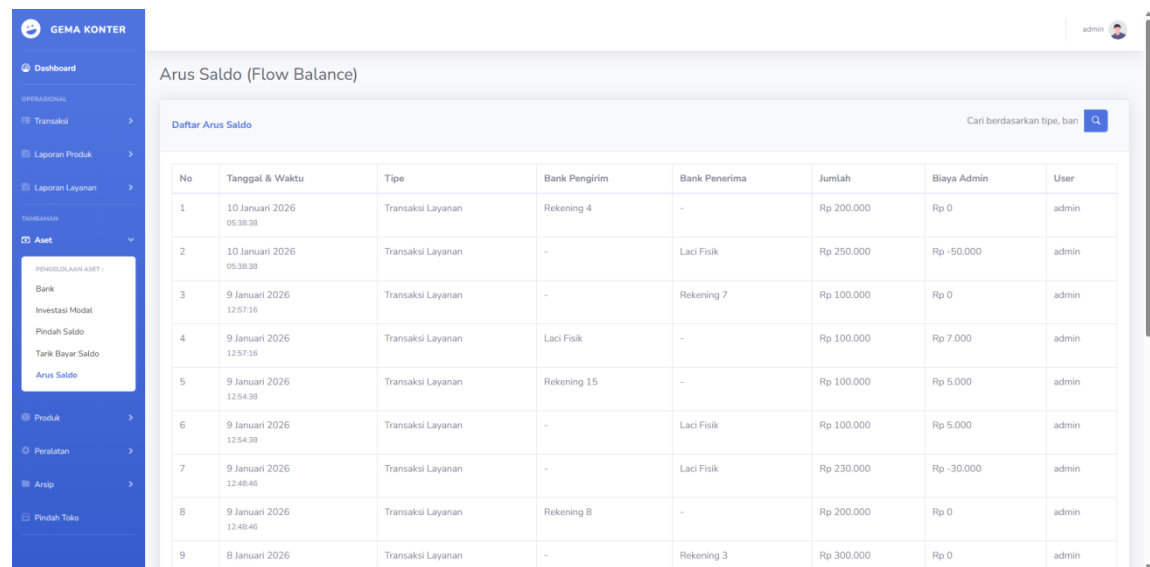 GEMA KONTER
admin
Dashboard
OPERASIONAL
Transaksi
Laporan Produk
Laporan Layanan
TAMBAHAN
Aset
PENGELOLAAN ASET :
Bank
Investasi Modal
Pindah Saldo
Tarik Bayar Saldo
Arus Saldo
Produk
Peralatan
Arsip
Pindah Toko
Arus Saldo (Flow Balance)
Daftar Arus Saldo
Cari berdasarkan tipe, ban
No Tanggal & Waktu Tipe Bank Pengirim Bank Penerima Jumlah Biaya Admin User
1 10 Januari 2026 Transaksi Layanan Rekening 4 - Rp 200.000 Rp 0 admin
05:38:38
2 10 Januari 2026 Transaksi Layanan - Laci Fisik Rp 250.000 Rp -50.000 admin
05:38:38
3 9 Januari 2026 Transaksi Layanan - Rekening 7 Rp 100.000 Rp 0 admin
12:57:16
4 9 Januari 2026 Transaksi Layanan Laci Fisik - Rp 100.000 Rp 7.000 admin
12:57:16
5 9 Januari 2026 Transaksi Layanan Rekening 15 - Rp 100.000 Rp 5.000 admin
12:54:38
6 9 Januari 2026 Transaksi Layanan - Laci Fisik Rp 100.000 Rp 5.000 admin
12:54:38
7 9 Januari 2026 Transaksi Layanan - Laci Fisik Rp 230.000 Rp -30.000 admin
12:48:46
8 9 Januari 2026 Transaksi Layanan Rekening 8 - Rp 200.000 Rp 0 admin
12:48:46
9 8 Januari 2026 Transaksi Layanan - Rekening 3 Rp 300.000 Rp 0 admin